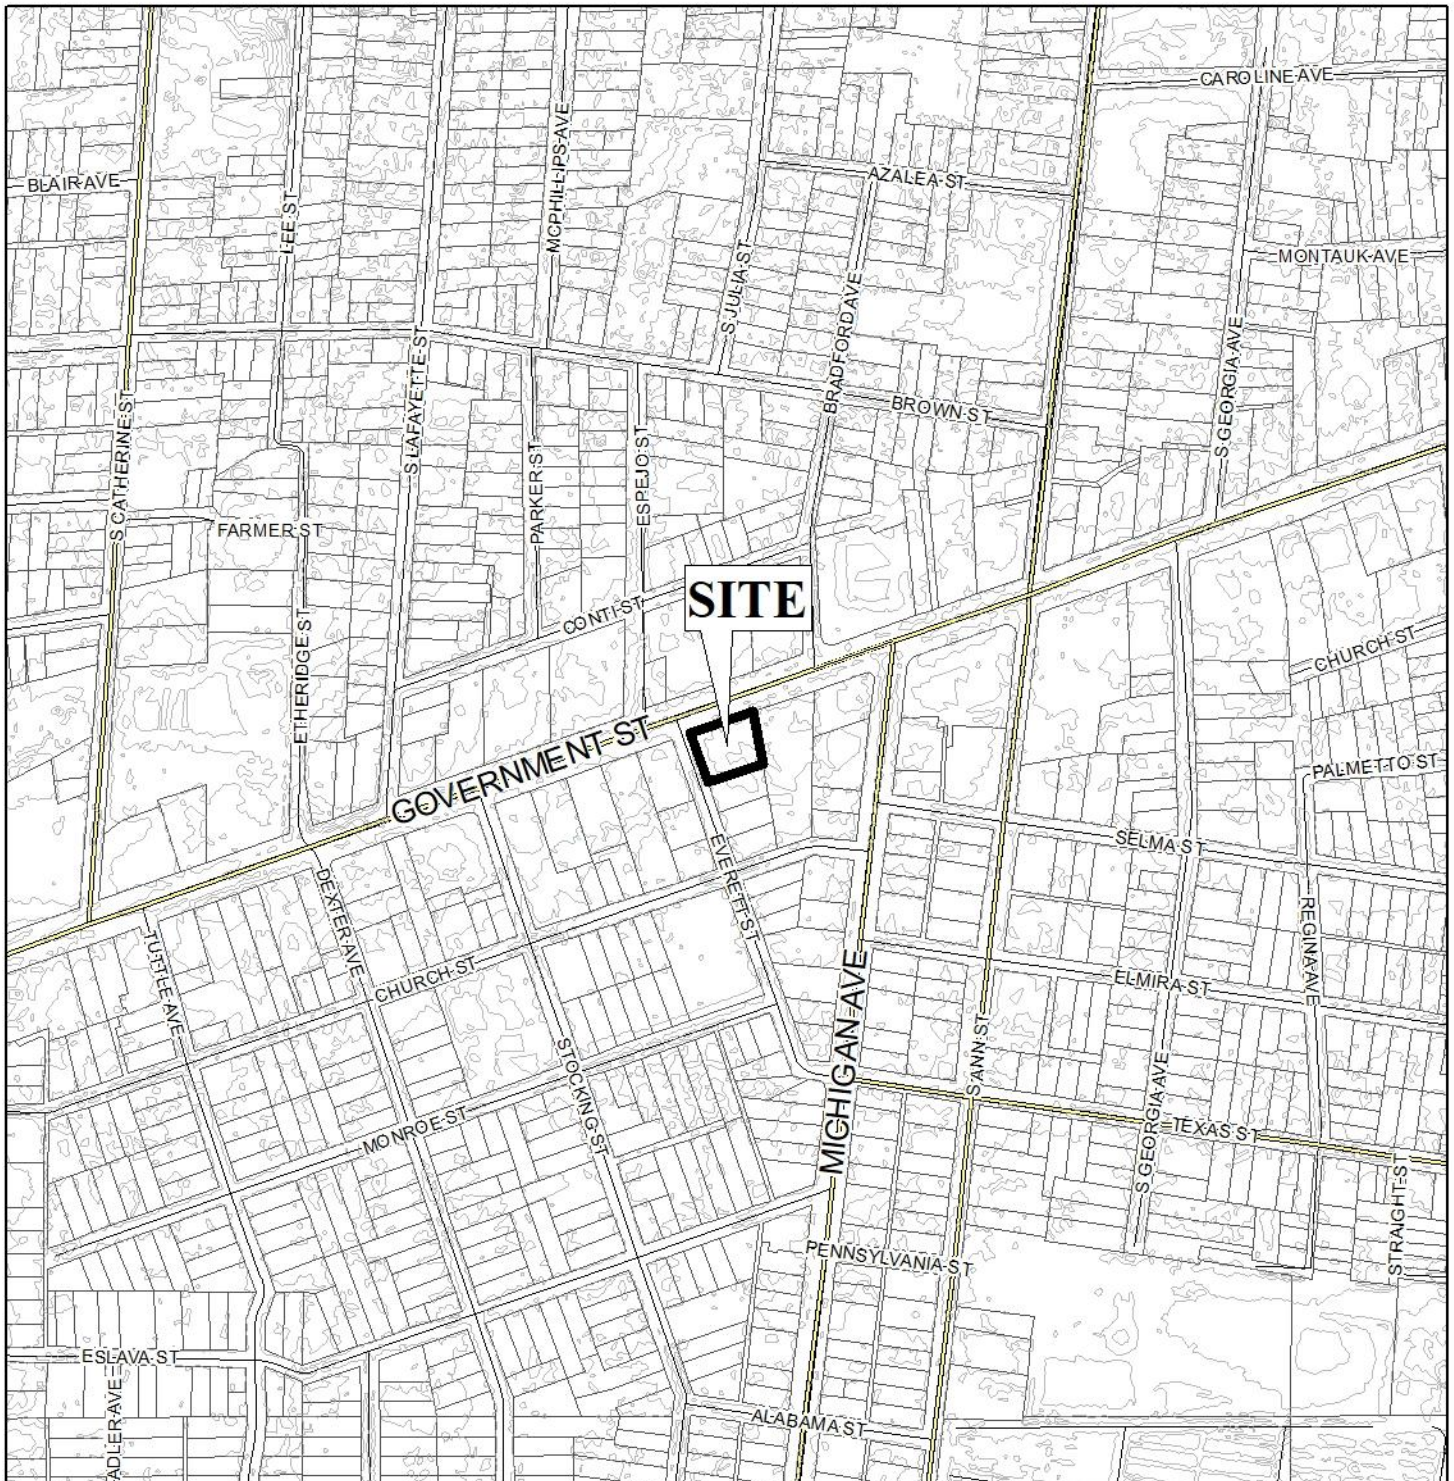 CAROLINE AVE
BLAIR AVE
AZALEA ST
MCPHILLIPS AVE
LEE ST
S JULIA ST
MONTAUK AVE
BRADFORD AVE
S LAFAYETTE ST
S GEORGIA AVE
BROWN ST
S CATHERINE ST
PARKER ST
ESPEJO ST
FARMER ST
SITE
CONTI ST
CHURCH ST
ETHERIDGE ST
GOVERNMENT ST
PALMETTO ST
SELMA ST
EVERETT ST
DEXTER AVE
REGINA AVE
TUTTLE AVE
CHURCH ST
ELMIRA ST
MICHIGAN AVE
S ANN ST
STOCKING ST
MONROE ST
S GEORGIA AVE
TEXAS ST
STRAIGHT ST
PENNSYLVANIA ST
ESLAVA ST
ADLER AVE
ALABAMA ST